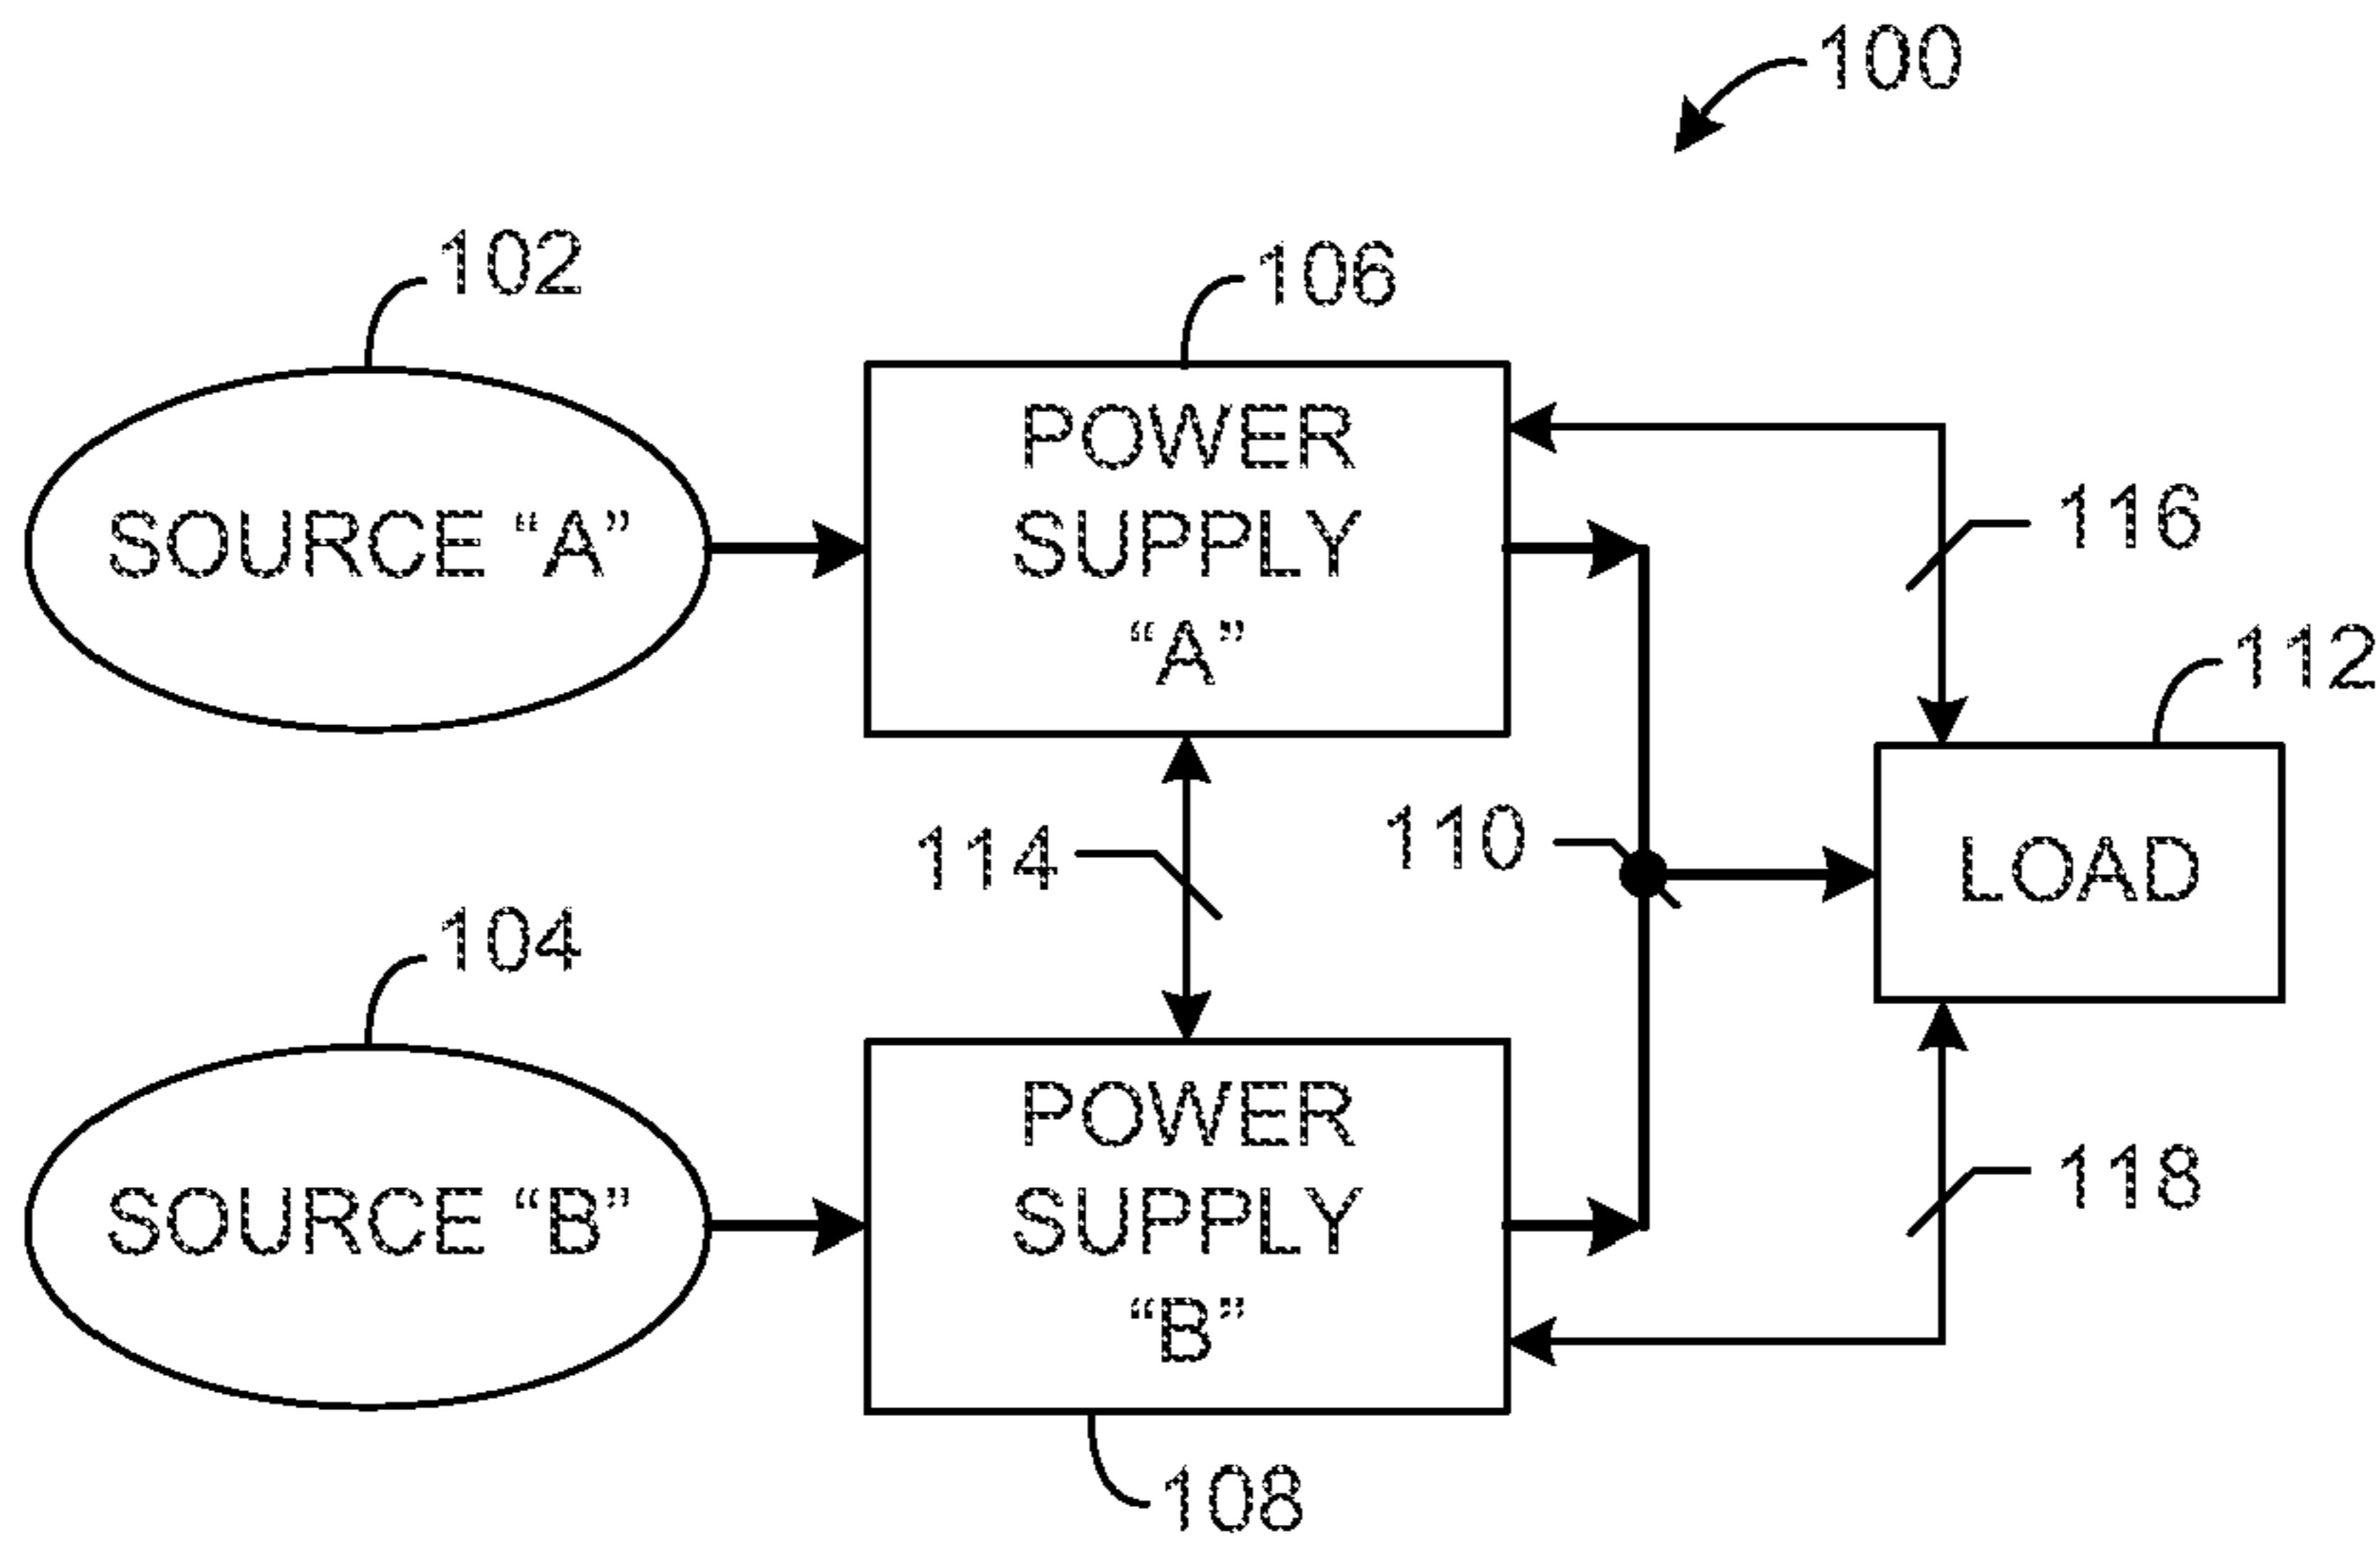 100
102
106
SOURCE “A”
POWER
SUPPLY
“A”
116
112
114
110
LOAD
104
SOURCE “B”
POWER
SUPPLY
“B”
118
108